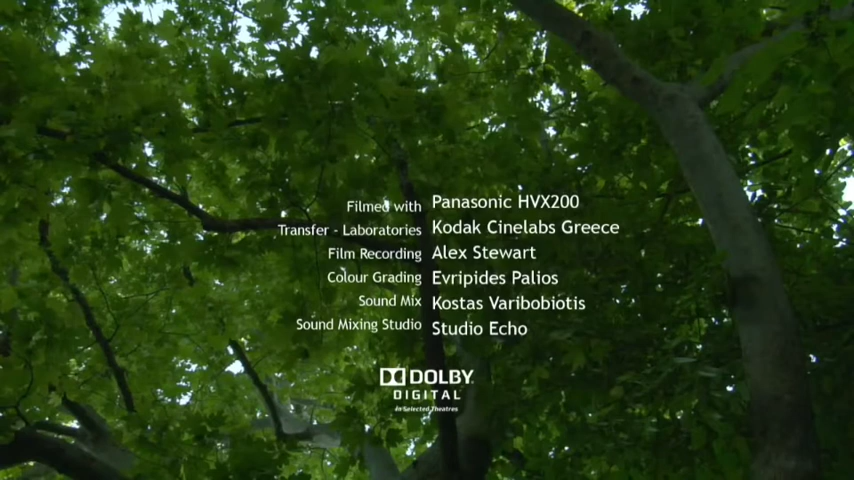 Filmed with Panasonic HVX200
Transfer - Laboratories Kodak Cinelabs Greece
Film Recording Alex Stewart
Colour Grading Evripides Palios
Sound Mix Kostas Varibobiotis
Sound Mixing Studio Studio Echo
DOLBY
DIGITAL
In Selected Theatres